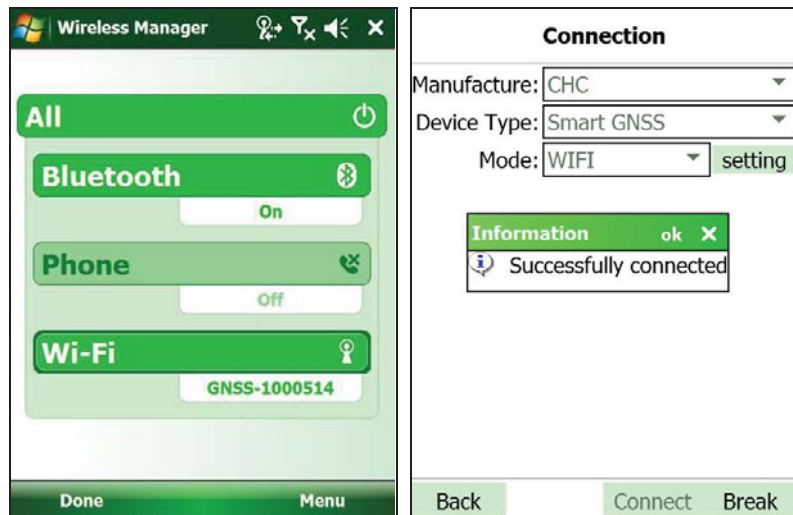 Wireless Manager
All
Bluetooth
On
Phone
Off
Wi-Fi
GNSS-1000514
Done Menu
Connection
Manufacture: CHC
Device Type: Smart GNSS
Mode: WIFI setting
Information ok
Successfully connected
Back Connect Break